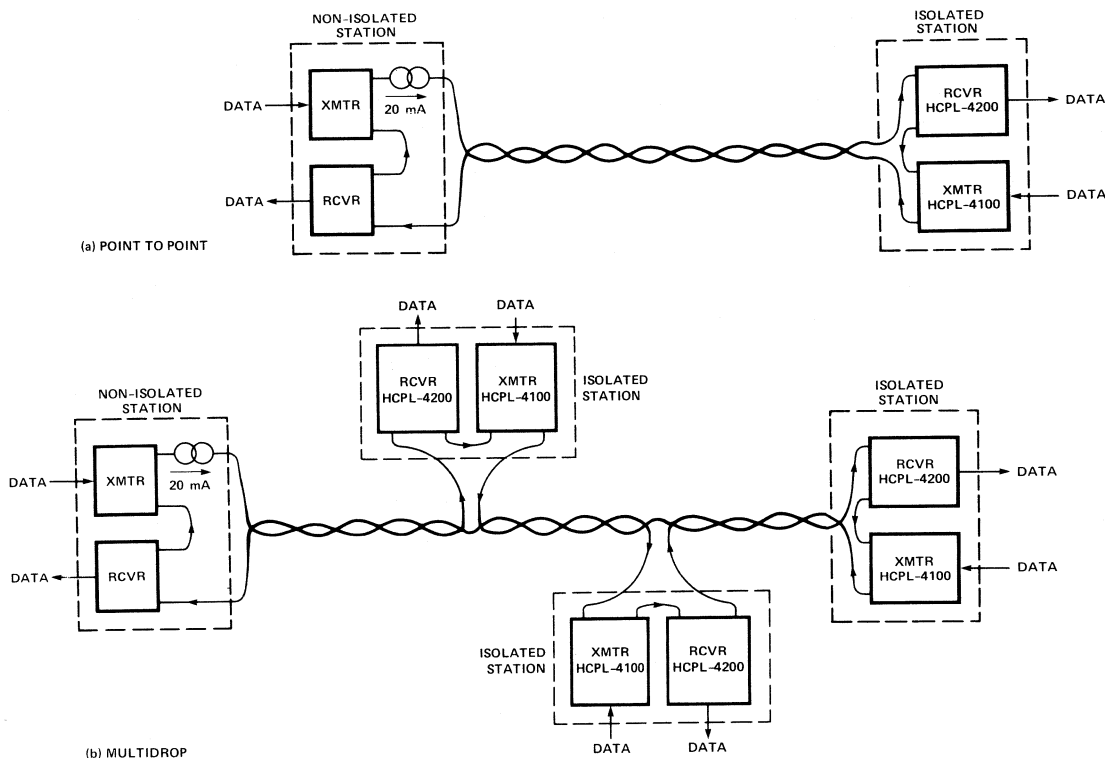 NON-ISOLATED
STATION
DATA
XMTR
20 mA
DATA
RCVR
ISOLATED
STATION
RCVR
HCPL-4200
DATA
XMTR
HCPL-4100
DATA
(a) POINT TO POINT
DATA
DATA
RCVR
HCPL-4200
XMTR
HCPL-4100
ISOLATED
STATION
NON-ISOLATED
STATION
DATA
XMTR
20 mA
DATA
RCVR
ISOLATED
STATION
RCVR
HCPL-4200
DATA
XMTR
HCPL-4100
DATA
ISOLATED
STATION
XMTR
HCPL-4100
RCVR
HCPL-4200
DATA
DATA
(b) MULTIDROP